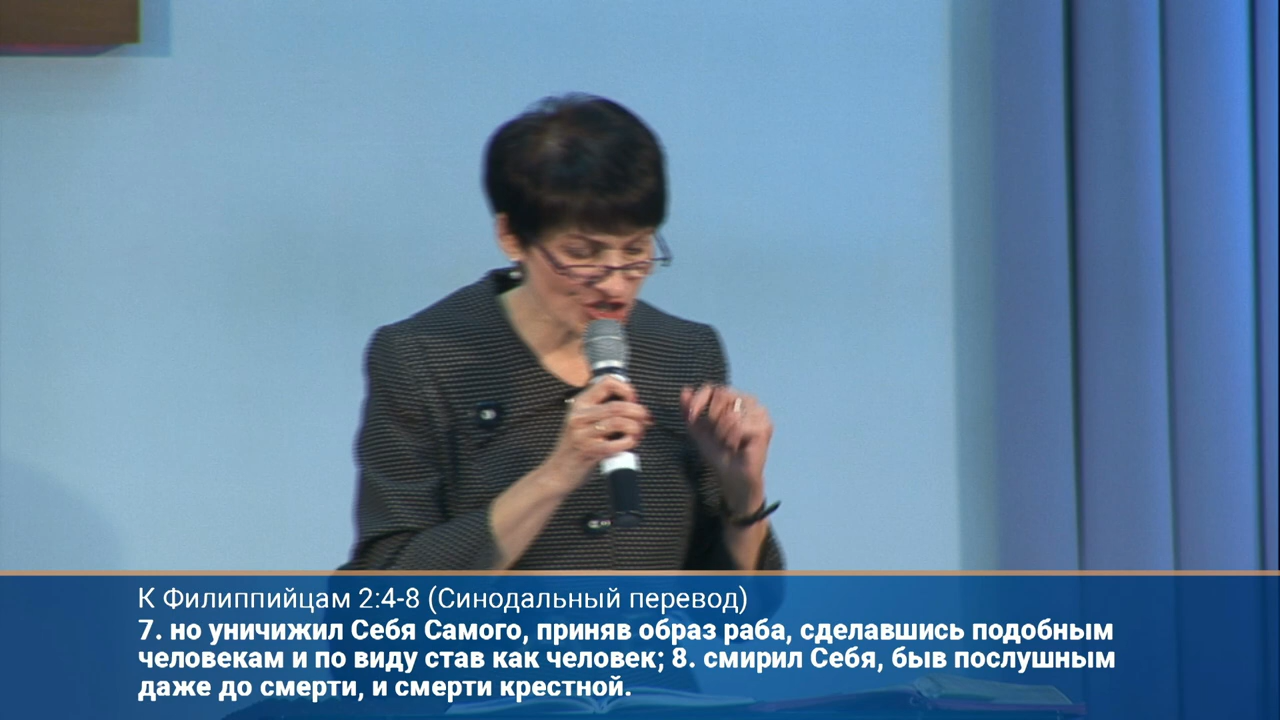 К Филиппийцам 2:4-8 (Синодальный перевод)
7. но уничижил Себя Самого, приняв образ раба, сделавшись подобным
человекам и по виду став как человек; 8. смирил Себя, быв послушным
даже до смерти, и смерти крестной.